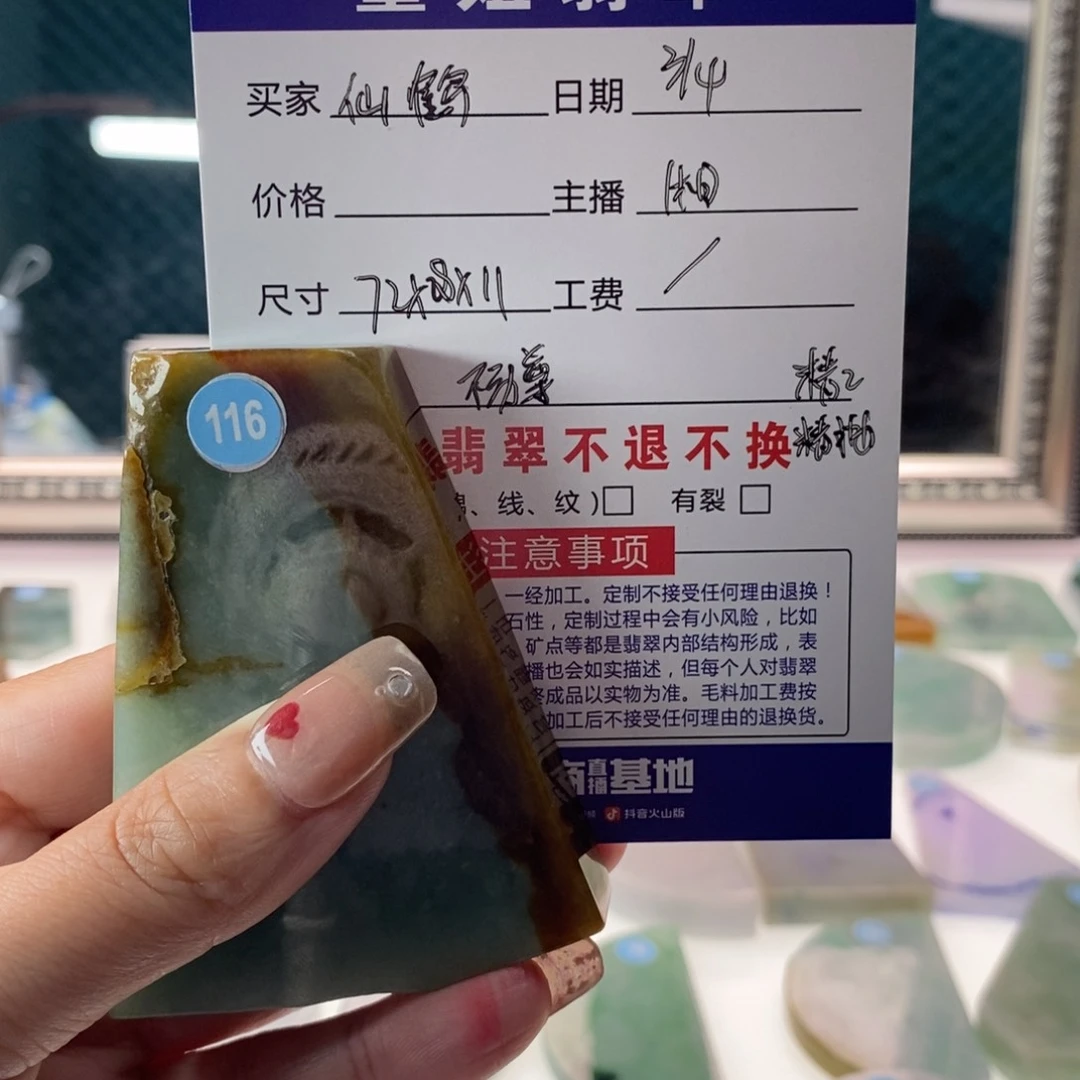 买家 仙鹤 日期 3/4
价格 主播
尺寸 工费 /
116
翡翠不退不换
、线、纹)□ 有裂 □
注意事项
一经加工。定制不接受任何理由退换!
石性,定制过程中会有小风险,比如
矿点等都是翡翠内部结构形成,表
播也会如实描述,但每个人对翡翠
成品以实物为准。毛料加工费按
加工后不接受任何理由的退换货。
商直播基地
抖音火山版